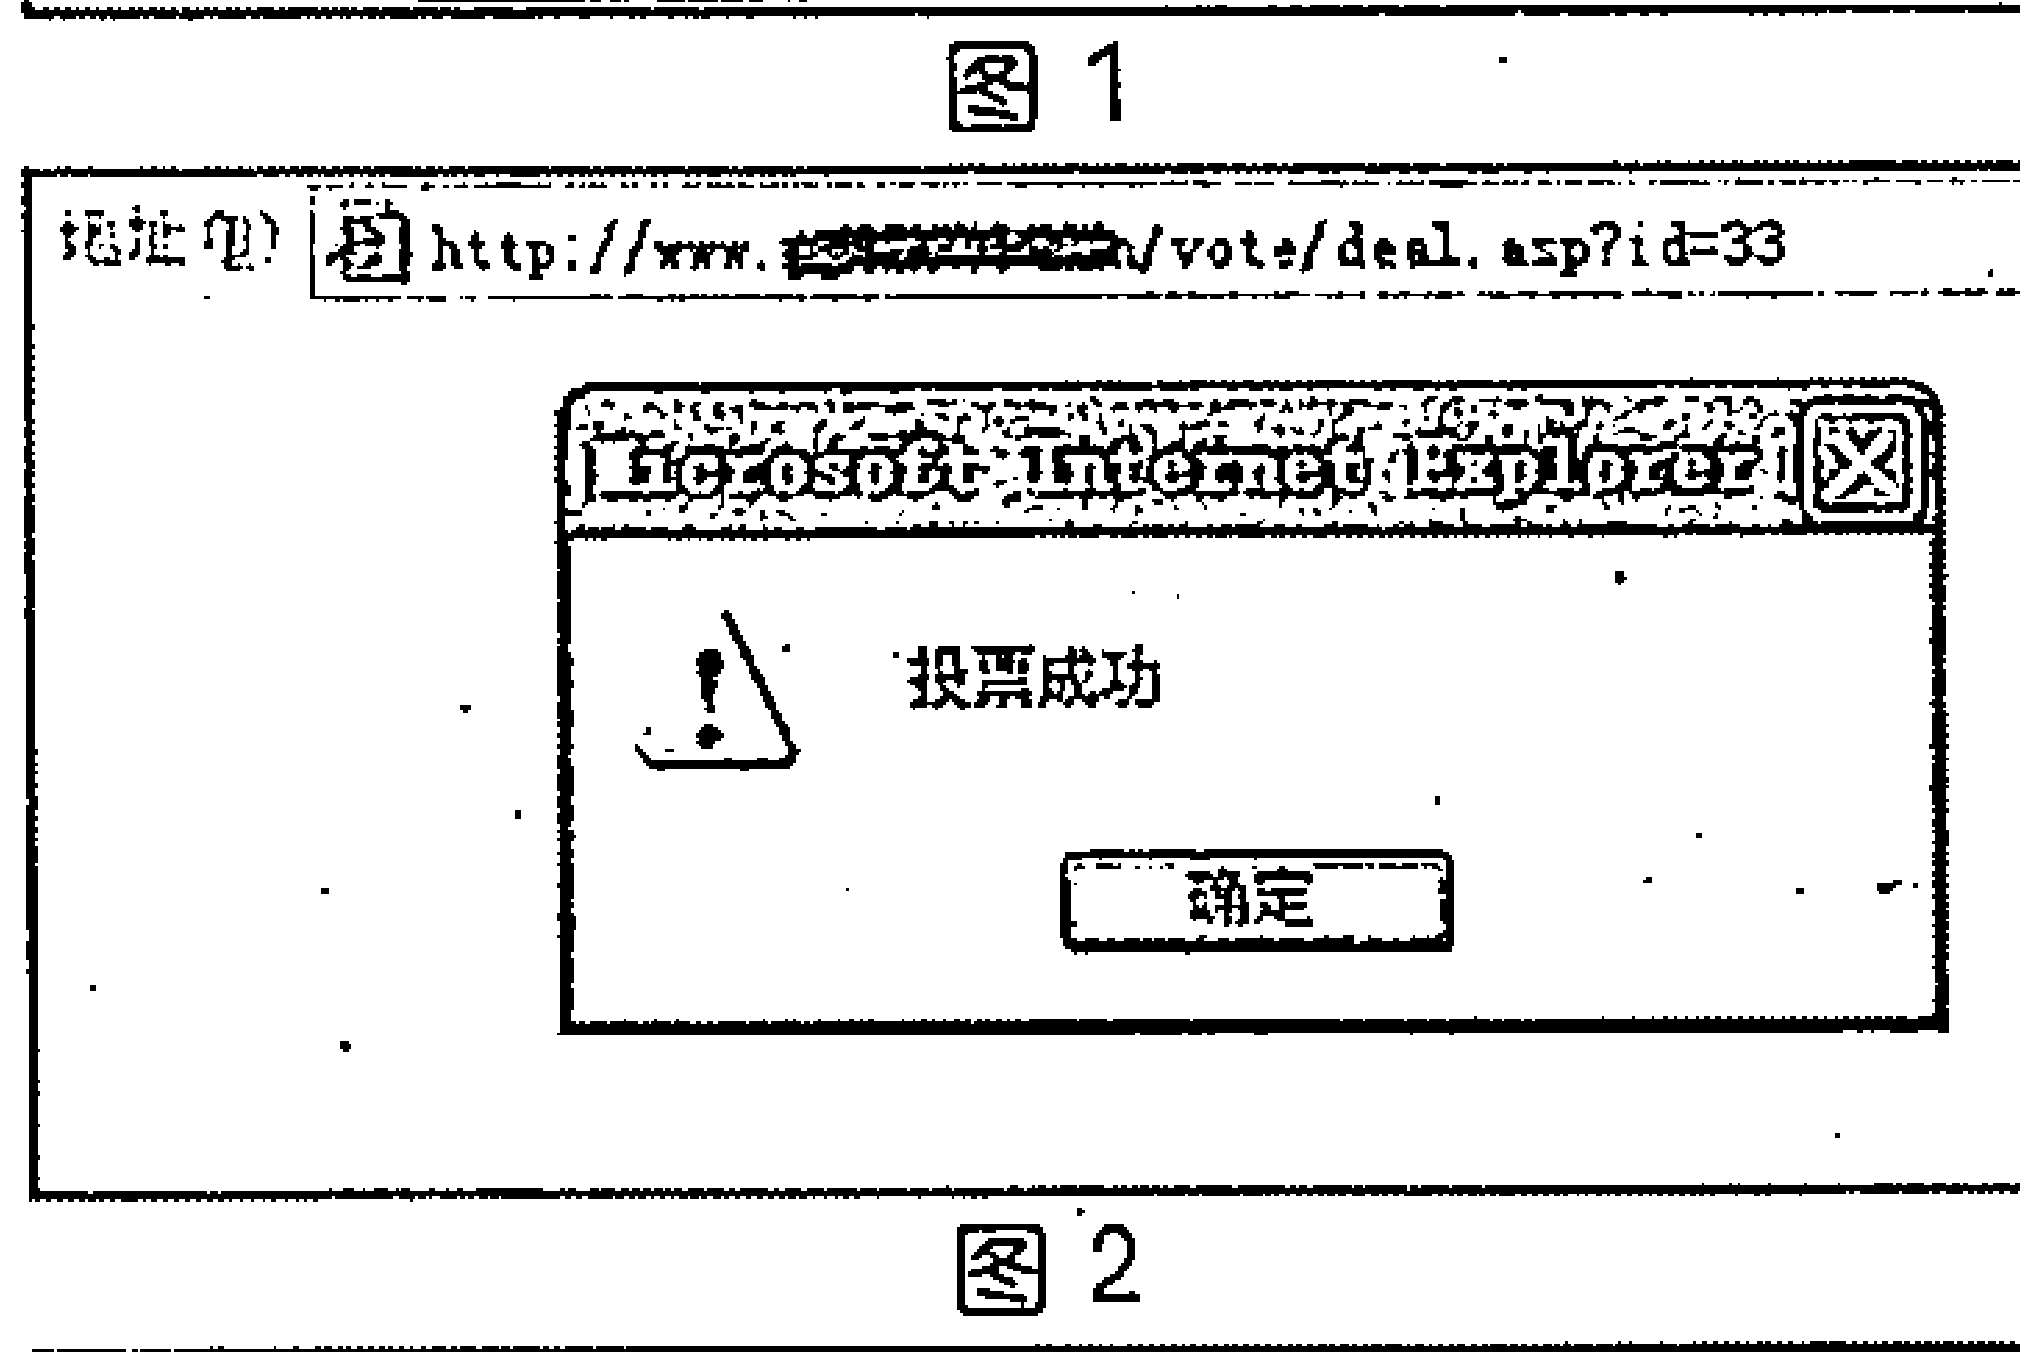 图 1
地址(D) http://www. /vote/deal.asp?id=33
Microsoft Internet Explorer
投票成功
确定
图 2